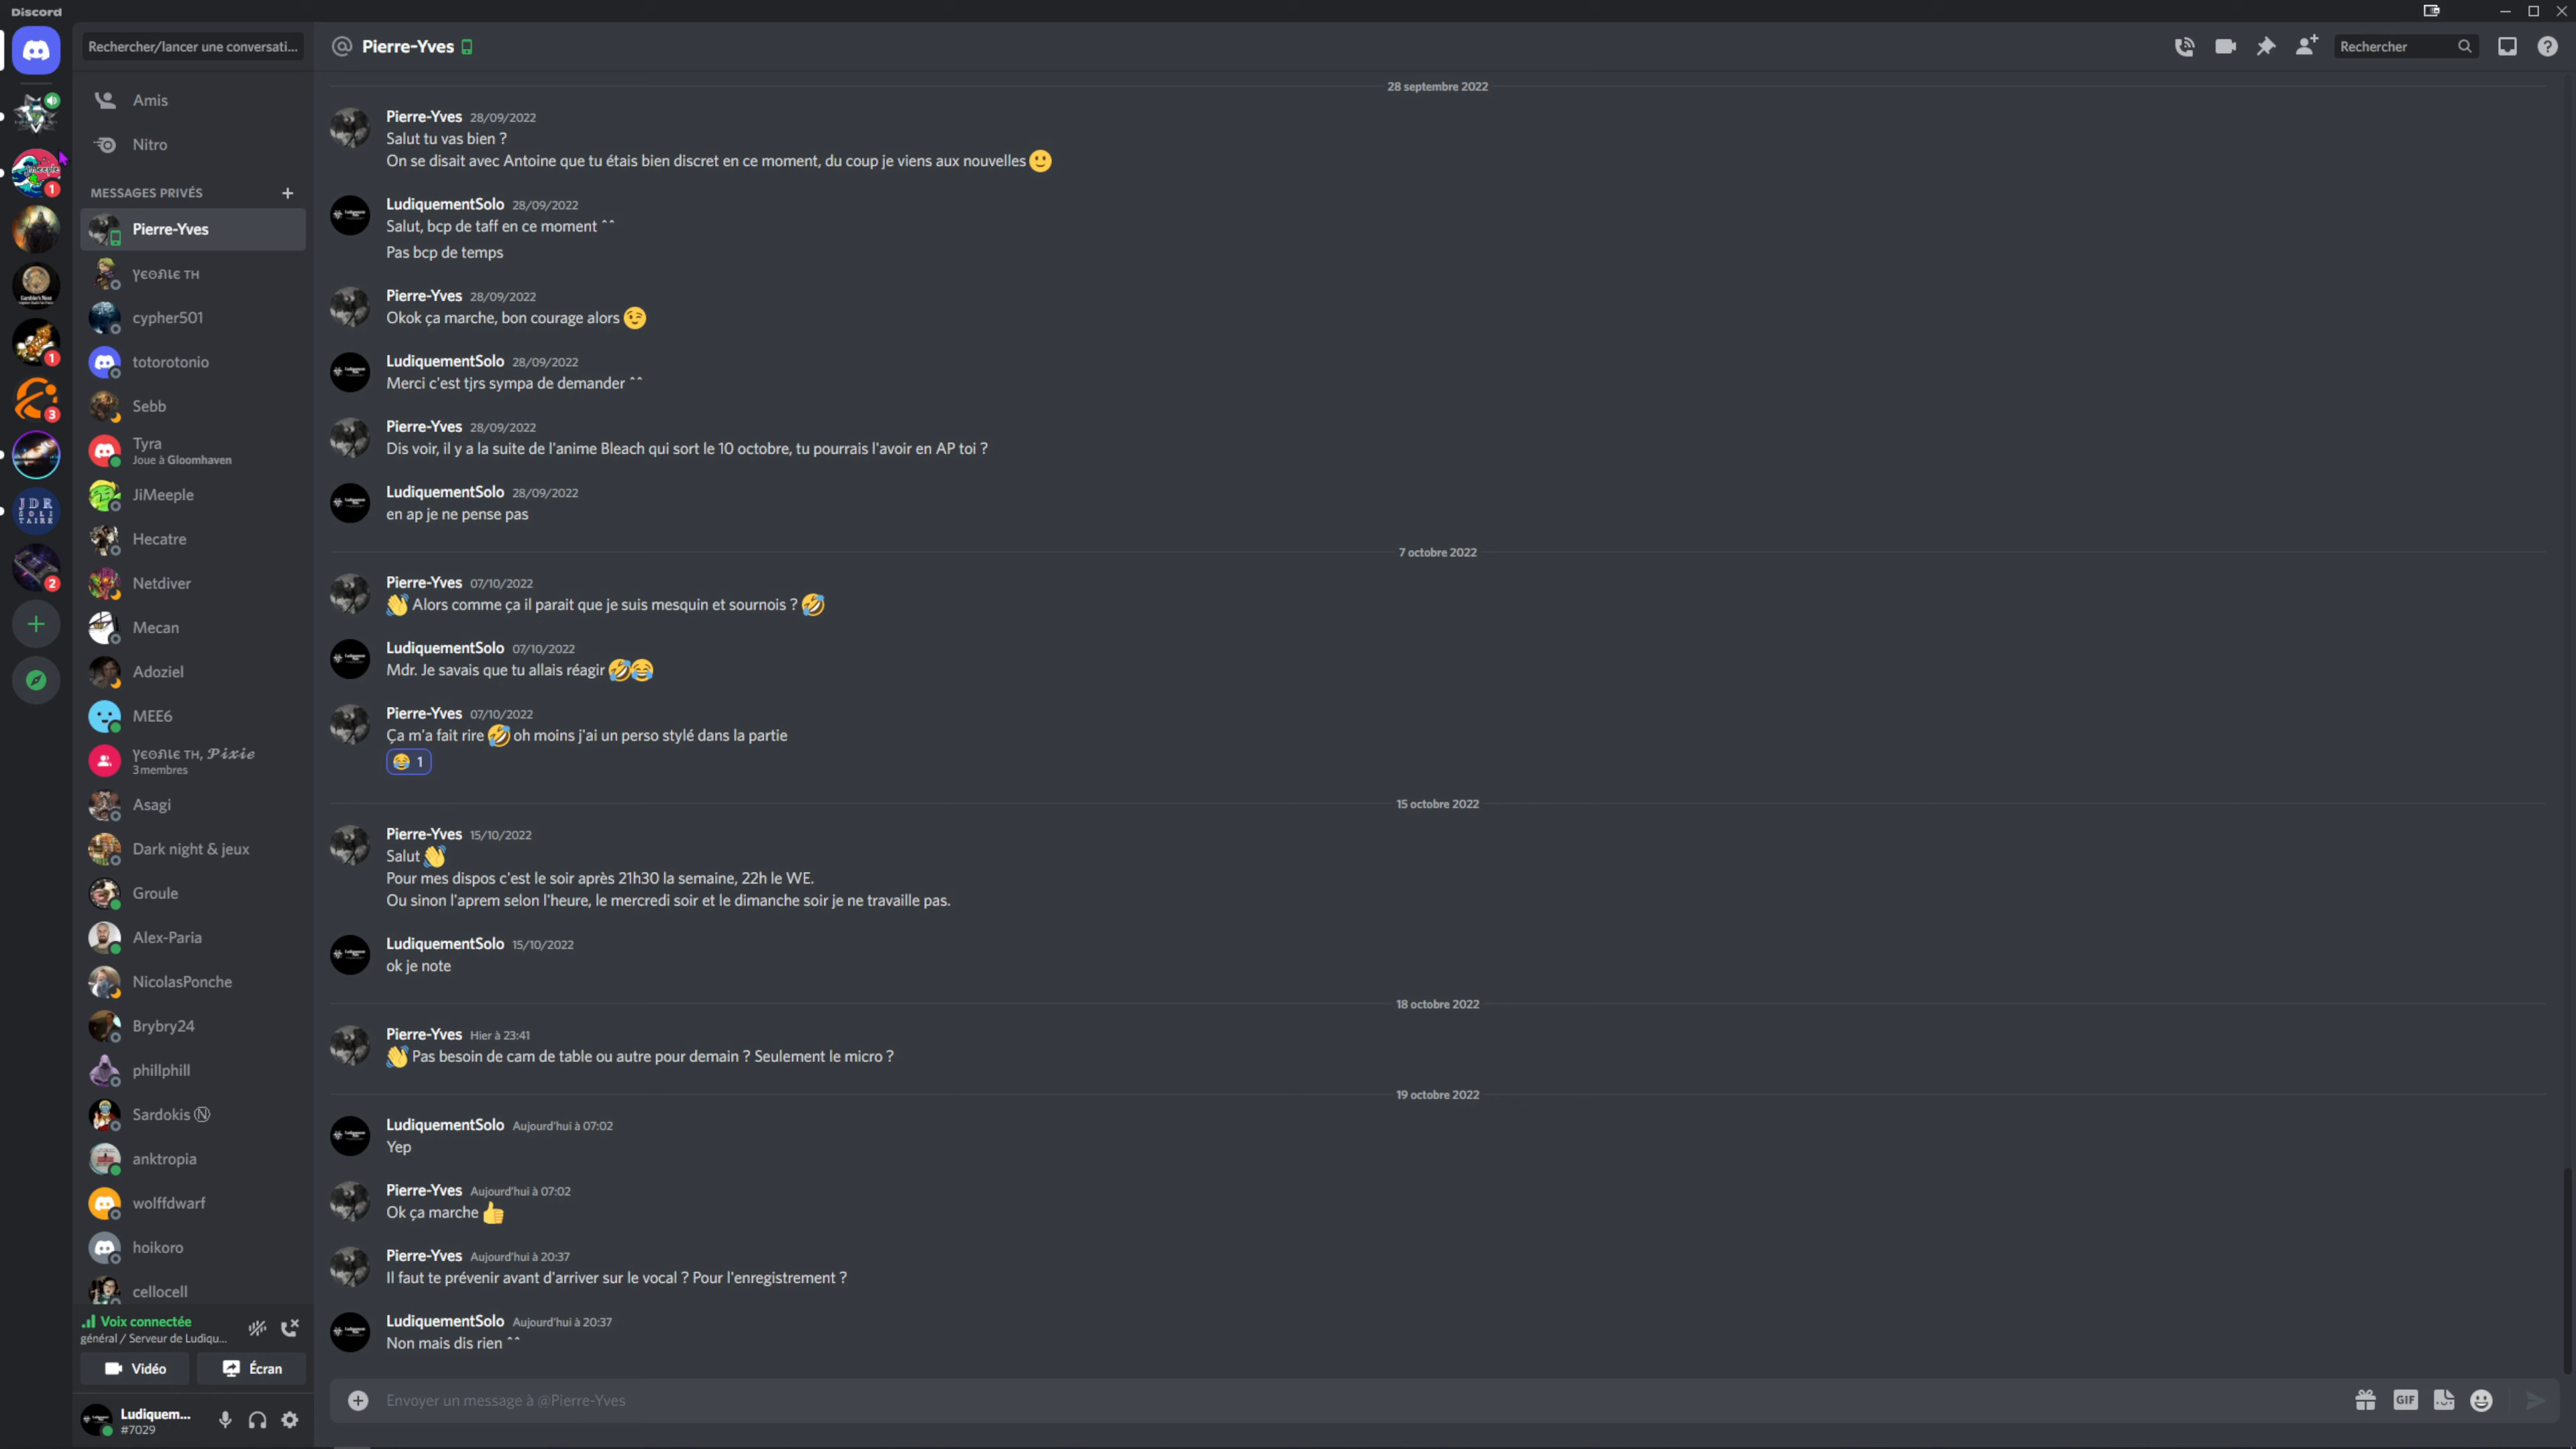 Discord
Rechercher/lancer une conversati...
Amis
Nitro
MESSAGES PRIVÉS
Pierre-Yves
cypher501
totorotonio
Sebb
Tyra
Joue à Gloomhaven
JiMeeple
Hecatre
Netdiver
Mecan
Adoziel
MEE6
3 membres
Asagi
Dark night & jeux
Groule
Alex-Paria
NicolasPonche
Brybry24
phillphill
Sardokis Ⓝ
anktropia
wolffdwarf
hoikoro
cellocell
Voix connectée
général / Serveur de Ludiqu...
Vidéo
Écran
Ludiquem...
#7029
1
1
3
JDR
SOLI
TAIRE
2
@ Pierre-Yves
Rechercher
28 septembre 2022
Pierre-Yves 28/09/2022
Salut tu vas bien ?
On se disait avec Antoine que tu étais bien discret en ce moment, du coup je viens aux nouvelles 🙂
LudiquementSolo 28/09/2022
Salut, bcp de taff en ce moment ^^
Pas bcp de temps
Pierre-Yves 28/09/2022
Okok ça marche, bon courage alors 😉
LudiquementSolo 28/09/2022
Merci c'est tjrs sympa de demander ^^
Pierre-Yves 28/09/2022
Dis voir, il y a la suite de l'anime Bleach qui sort le 10 octobre, tu pourrais l'avoir en AP toi ?
LudiquementSolo 28/09/2022
en ap je ne pense pas
7 octobre 2022
Pierre-Yves 07/10/2022
👋 Alors comme ça il parait que je suis mesquin et sournois ? 🤣
LudiquementSolo 07/10/2022
Mdr. Je savais que tu allais réagir 🤣😂
Pierre-Yves 07/10/2022
Ça m'a fait rire 🤣 oh moins j'ai un perso stylé dans la partie
😂 1
15 octobre 2022
Pierre-Yves 15/10/2022
Salut 👋
Pour mes dispos c'est le soir après 21h30 la semaine, 22h le WE.
Ou sinon l'aprem selon l'heure, le mercredi soir et le dimanche soir je ne travaille pas.
LudiquementSolo 15/10/2022
ok je note
18 octobre 2022
Pierre-Yves Hier à 23:41
👋 Pas besoin de cam de table ou autre pour demain ? Seulement le micro ?
19 octobre 2022
LudiquementSolo Aujourd'hui à 07:02
Yep
Pierre-Yves Aujourd'hui à 07:02
Ok ça marche 👍
Pierre-Yves Aujourd'hui à 20:37
Il faut te prévenir avant d'arriver sur le vocal ? Pour l'enregistrement ?
LudiquementSolo Aujourd'hui à 20:37
Non mais dis rien ^^
Envoyer un message à @Pierre-Yves
GIF